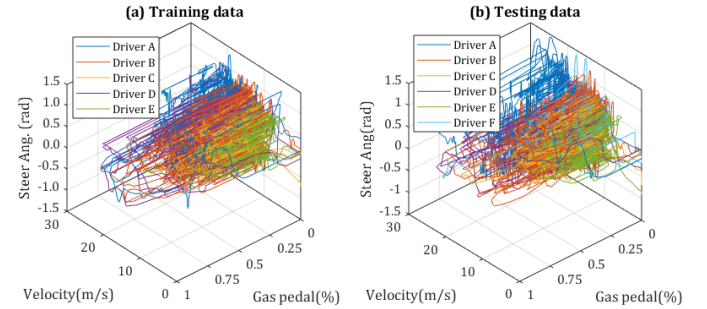 (a) Training data
Driver A
Driver B
Driver C
Driver D
Driver E
Steer Ang. (rad)
1.5
1.0
0.5
0.0
-0.5
-1.0
-1.5
30
20
10
0
Velocity(m/s)
1
0.75
0.5
0.25
0
Gas pedal(%)
(b) Testing data
Driver A
Driver B
Driver C
Driver D
Driver E
Driver F
Steer Ang(rad)
1.5
1
0.5
0
-0.5
-1
-1.5
30
20
10
0
Velocity(m/s)
1
0.75
0.5
0.25
0
Gas pedal(%)